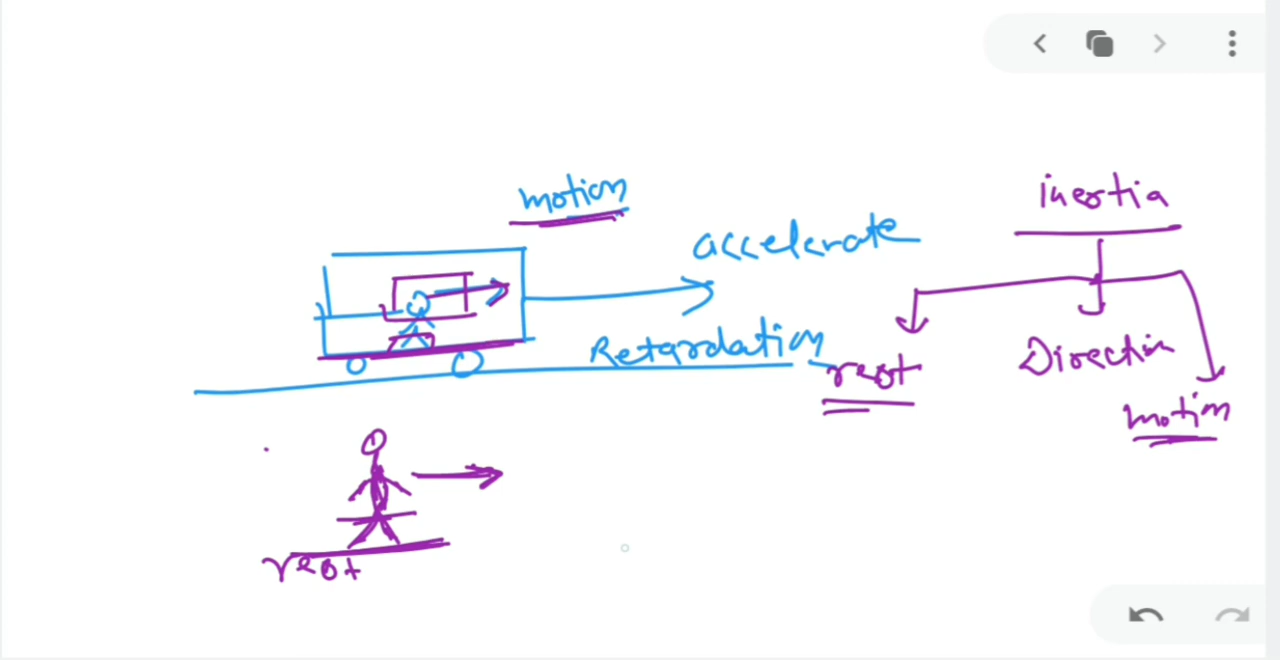 inertia
motion
accelerate
Retardation
rest
Direction
motion
rest